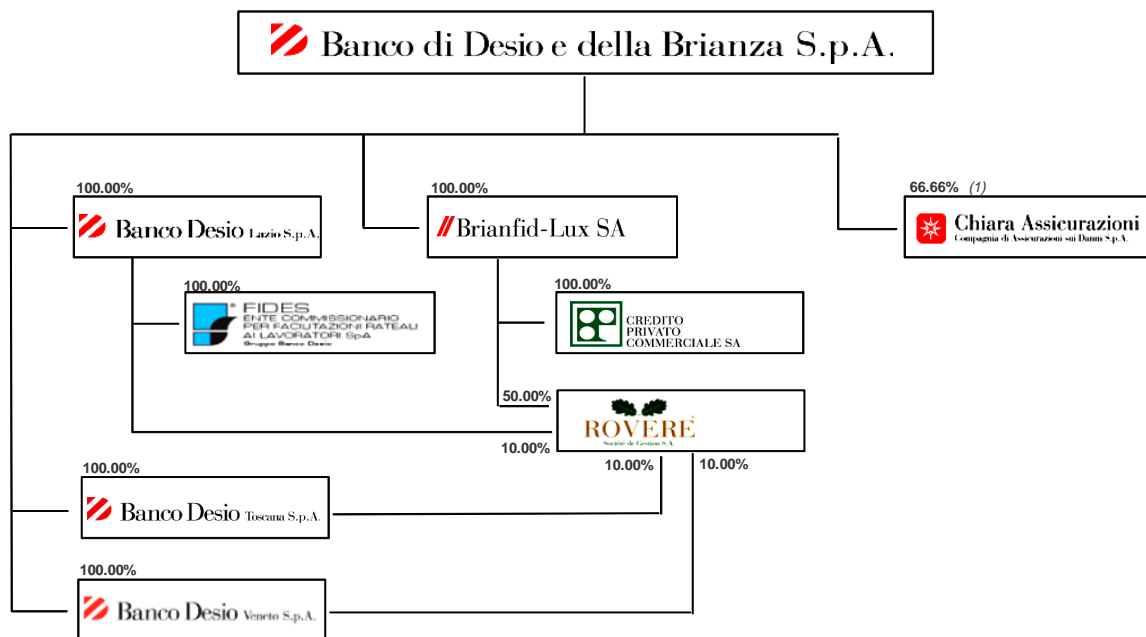 Banco di Desio e della Brianza S.p.A.
100.00%
Banco Desio Lazio S.p.A.
100.00%
Brianfid-Lux SA
66.66% (1)
Chiara Assicurazioni
Compagnia di Assicurazioni sui Danni S.p.A.
100.00%
FIDES
ENTE COMMISSIONARIO
PER FACILITAZIONI RATEALI
AI LAVORATORI SpA
Gruppo Banco Desio
100.00%
CREDITO
PRIVATO
COMMERCIALE SA
50.00%
ROVERE
Société de Gestion S.A.
10.00%
10.00%
10.00%
100.00%
Banco Desio Toscana S.p.A.
100.00%
Banco Desio Veneto S.p.A.